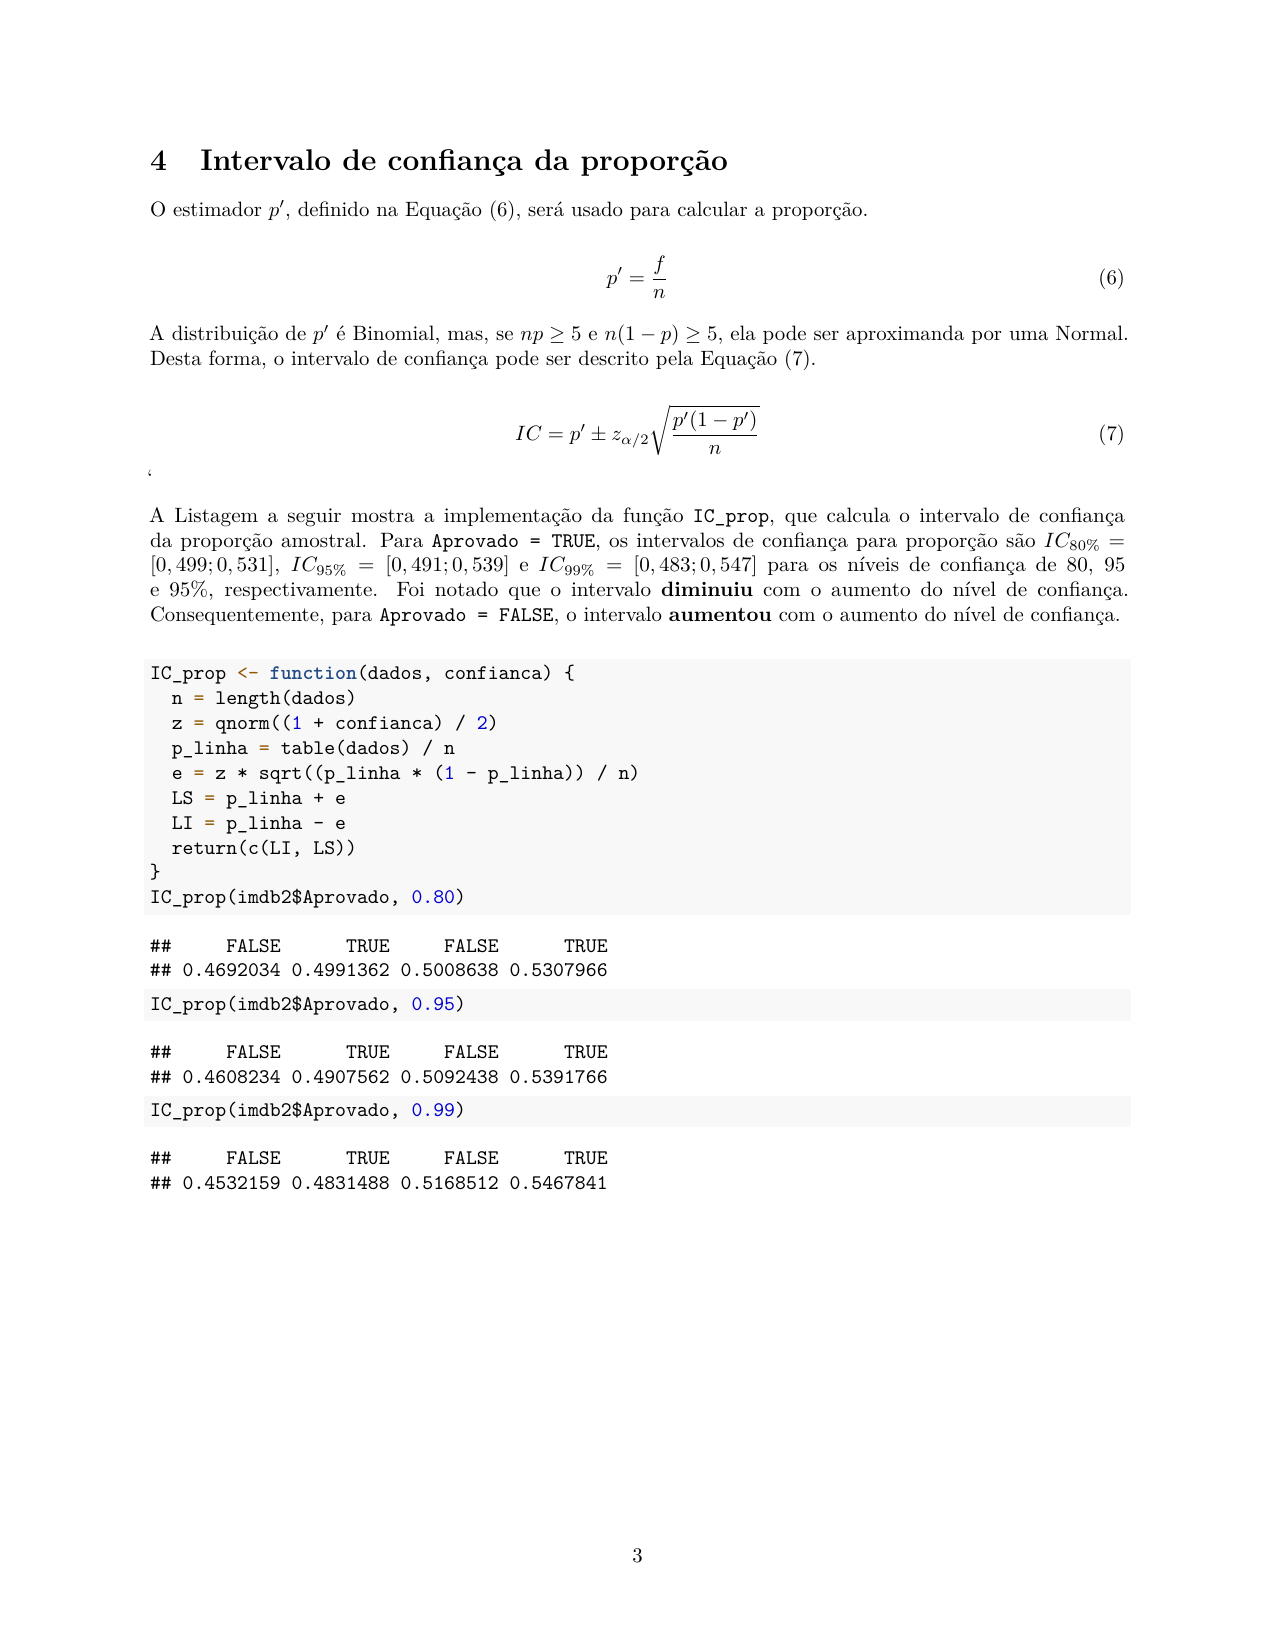 4 Intervalo de confiança da proporção
O estimador p′, definido na Equação (6), será usado para calcular a proporção.
p′ = f/n (6)
A distribuição de p′ é Binomial, mas, se np ≥ 5 e n(1 − p) ≥ 5, ela pode ser aproximanda por uma Normal.
Desta forma, o intervalo de confiança pode ser descrito pela Equação (7).
IC = p′ ± z_{α/2} √(p′(1 − p′)/n) (7)
‘
A Listagem a seguir mostra a implementação da função IC_prop, que calcula o intervalo de confiança
da proporção amostral. Para Aprovado = TRUE, os intervalos de confiança para proporção são IC_{80%} =
[0, 499; 0, 531], IC_{95%} = [0, 491; 0, 539] e IC_{99%} = [0, 483; 0, 547] para os níveis de confiança de 80, 95
e 95%, respectivamente. Foi notado que o intervalo diminuiu com o aumento do nível de confiança.
Consequentemente, para Aprovado = FALSE, o intervalo aumentou com o aumento do nível de confiança.
IC_prop <- function(dados, confianca) {
  n = length(dados)
  z = qnorm((1 + confianca) / 2)
  p_linha = table(dados) / n
  e = z * sqrt((p_linha * (1 - p_linha)) / n)
  LS = p_linha + e
  LI = p_linha - e
  return(c(LI, LS))
}
IC_prop(imdb2$Aprovado, 0.80)
##     FALSE      TRUE     FALSE      TRUE
## 0.4692034 0.4991362 0.5008638 0.5307966
IC_prop(imdb2$Aprovado, 0.95)
##     FALSE      TRUE     FALSE      TRUE
## 0.4608234 0.4907562 0.5092438 0.5391766
IC_prop(imdb2$Aprovado, 0.99)
##     FALSE      TRUE     FALSE      TRUE
## 0.4532159 0.4831488 0.5168512 0.5467841
3